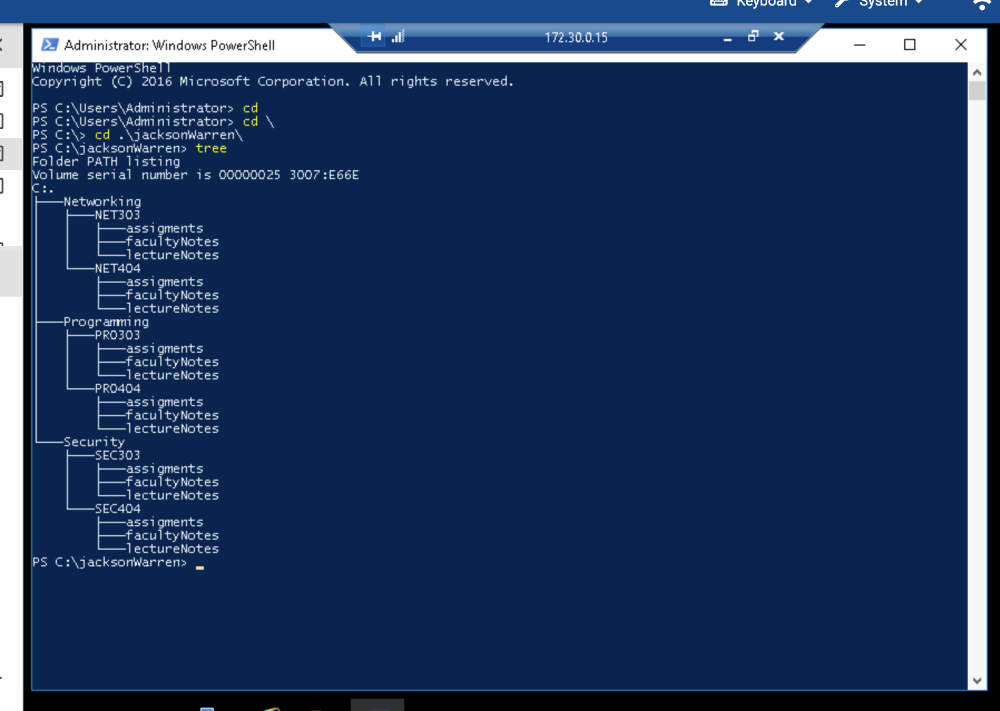 Keyboard System
172.30.0.15
Administrator: Windows PowerShell
Windows PowerShell
Copyright (C) 2016 Microsoft Corporation. All rights reserved.
PS C:\Users\Administrator> cd
PS C:\Users\Administrator> cd \
PS C:\> cd .\jacksonWarren\
PS C:\jacksonWarren> tree
Folder PATH listing
Volume serial number is 00000025 3007:E66E
C:.
├───Networking
│   ├───NET303
│   │   ├───assigments
│   │   ├───facultyNotes
│   │   └───lectureNotes
│   └───NET404
│       ├───assigments
│       ├───facultyNotes
│       └───lectureNotes
├───Programming
│   ├───PRO303
│   │   ├───assigments
│   │   ├───facultyNotes
│   │   └───lectureNotes
│   └───PRO404
│       ├───assigments
│       ├───facultyNotes
│       └───lectureNotes
└───Security
    ├───SEC303
    │   ├───assigments
    │   ├───facultyNotes
    │   └───lectureNotes
    └───SEC404
        ├───assigments
        ├───facultyNotes
        └───lectureNotes
PS C:\jacksonWarren> _